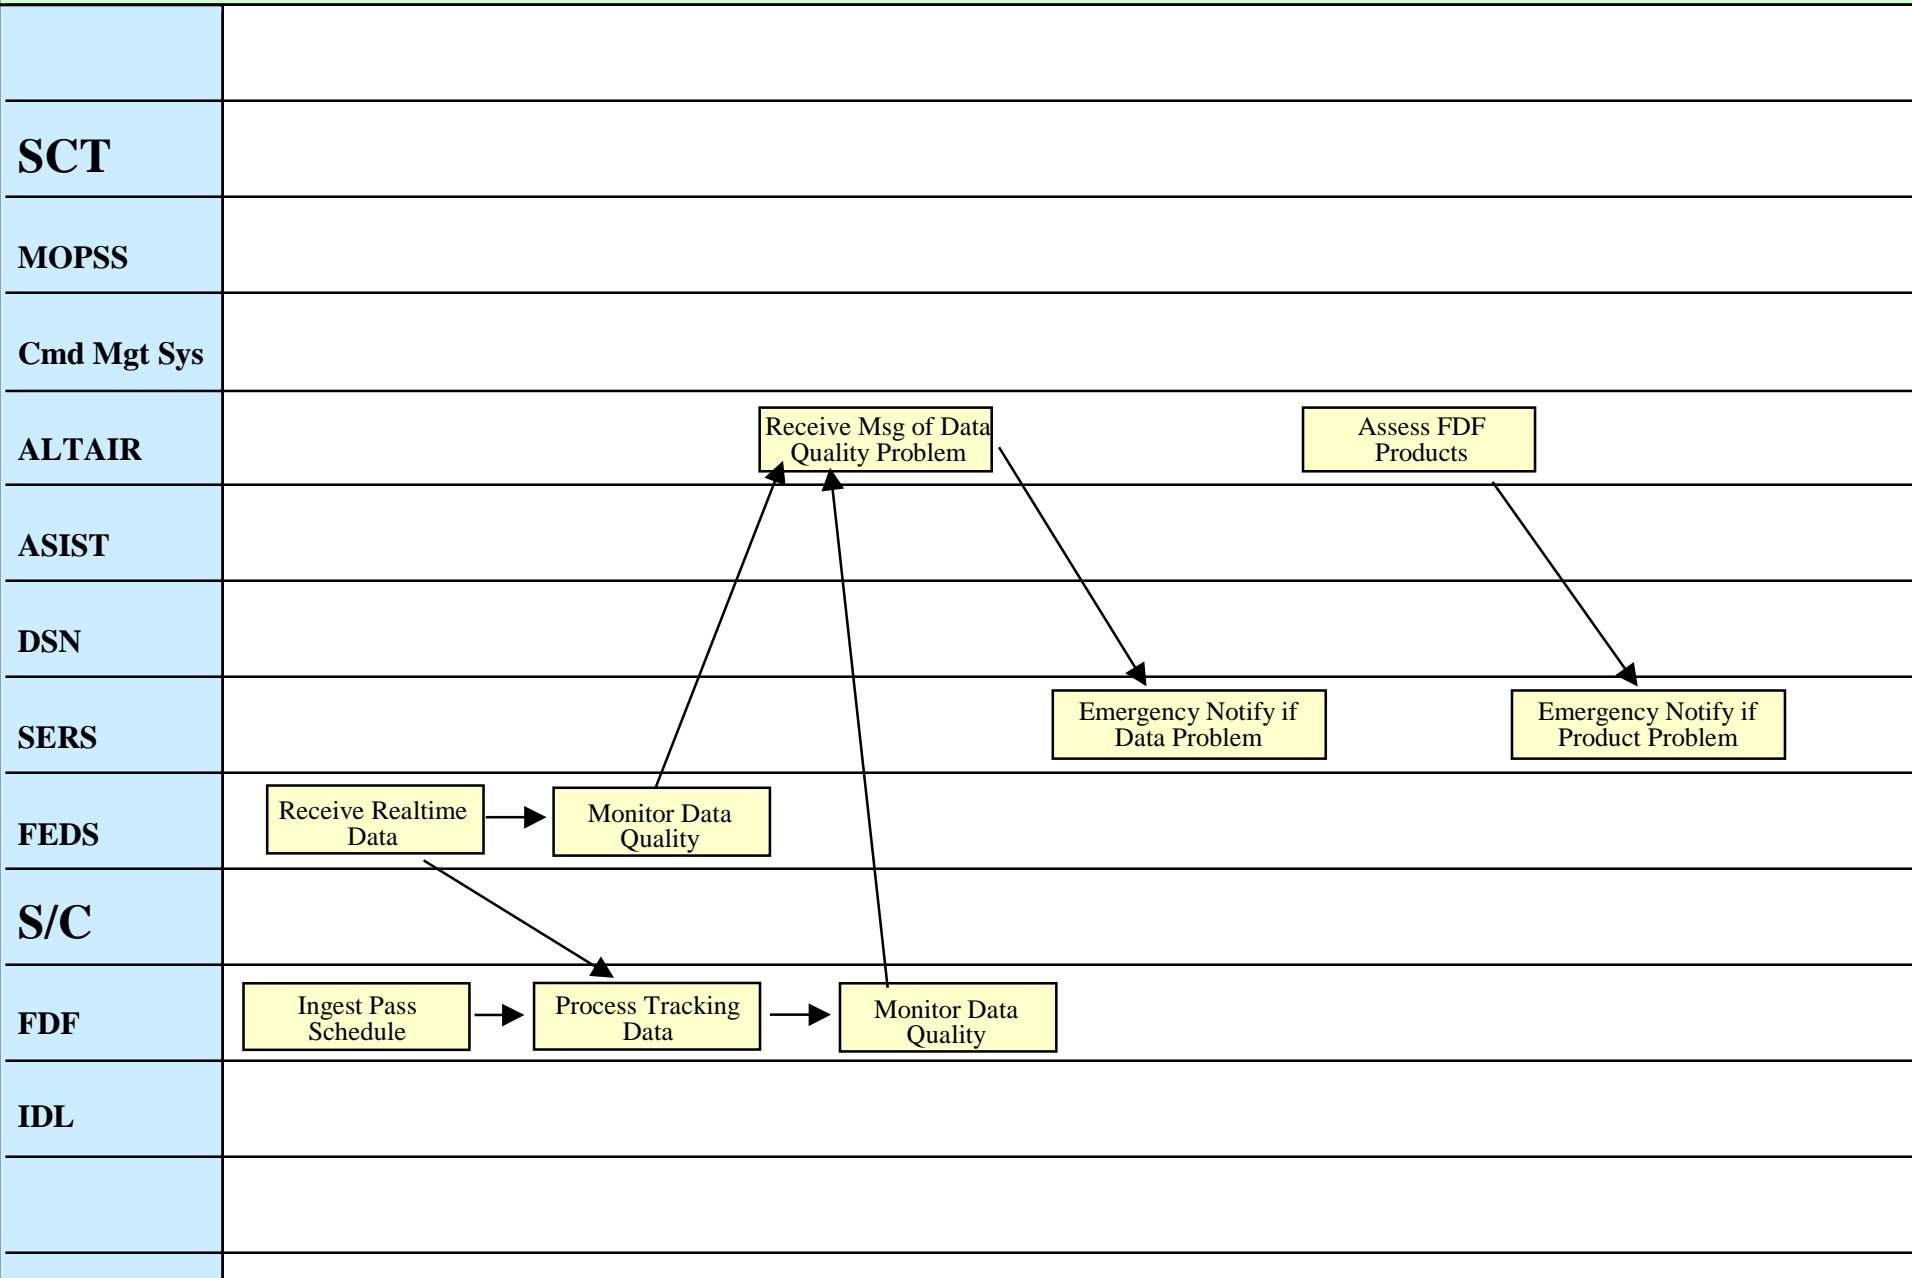 SCT
MOPSS
Cmd Mgt Sys
ALTAIR
Receive Msg of Data
Quality Problem
Assess FDF
Products
ASIST
DSN
SERS
Emergency Notify if
Data Problem
Emergency Notify if
Product Problem
FEDS
Receive Realtime
Data
Monitor Data
Quality
S/C
FDF
Ingest Pass
Schedule
Process Tracking
Data
Monitor Data
Quality
IDL